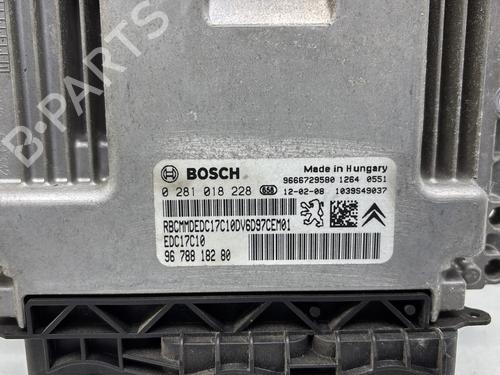 B-PARTS
BOSCH
Made in Hungary
9666729580 1264 0551
0 281 018 228 656 12-02-08 1039S49037
RBCMMDEDC17C10DV6D97CEM01
EDC17C10
96 788 182 80